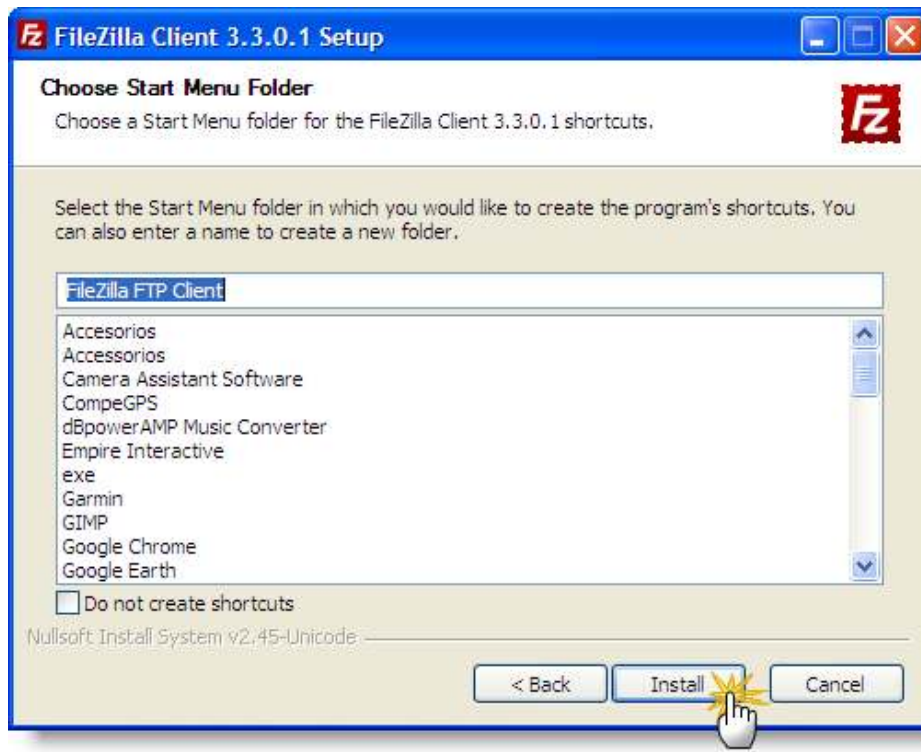 FileZilla Client 3.3.0.1 Setup
Choose Start Menu Folder
Choose a Start Menu folder for the FileZilla Client 3.3.0.1 shortcuts.
Select the Start Menu folder in which you would like to create the program's shortcuts. You
can also enter a name to create a new folder.
FileZilla FTP Client
Accesorios
Accessorios
Camera Assistant Software
CompeGPS
dBpowerAMP Music Converter
Empire Interactive
exe
Garmin
GIMP
Google Chrome
Google Earth
Do not create shortcuts
Nullsoft Install System v2.45-Unicode
< Back Install Cancel